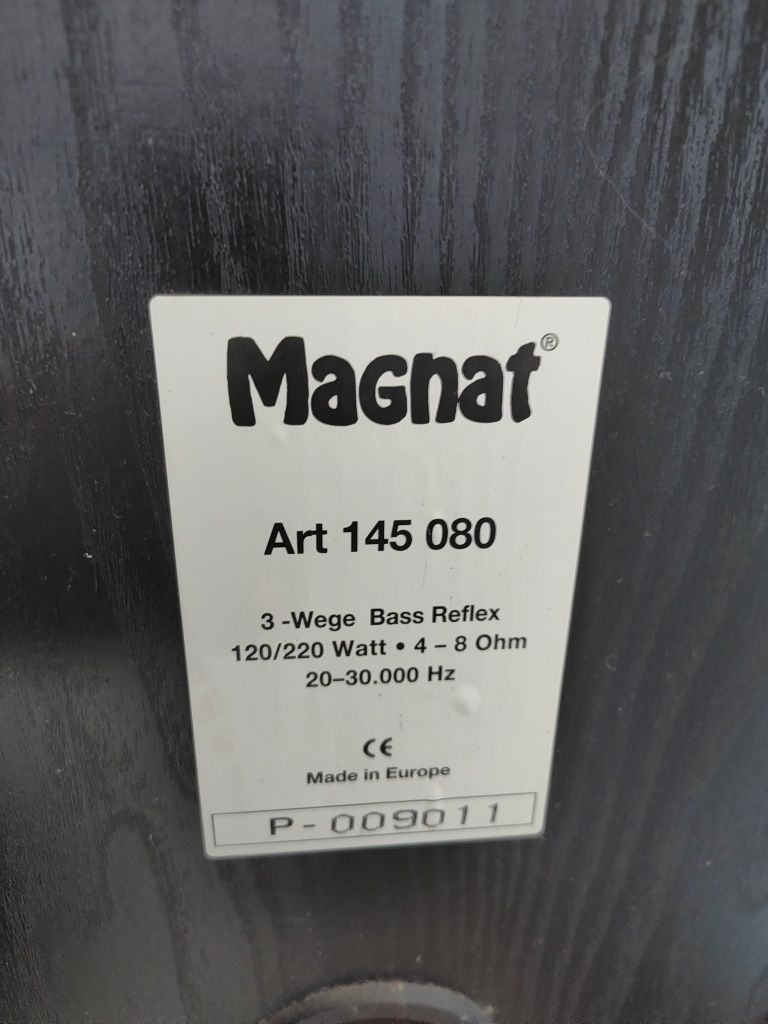 Magnat®
Art 145 080
3 -Wege Bass Reflex
120/220 Watt • 4 – 8 Ohm
20–30.000 Hz
CE
Made in Europe
P-009011